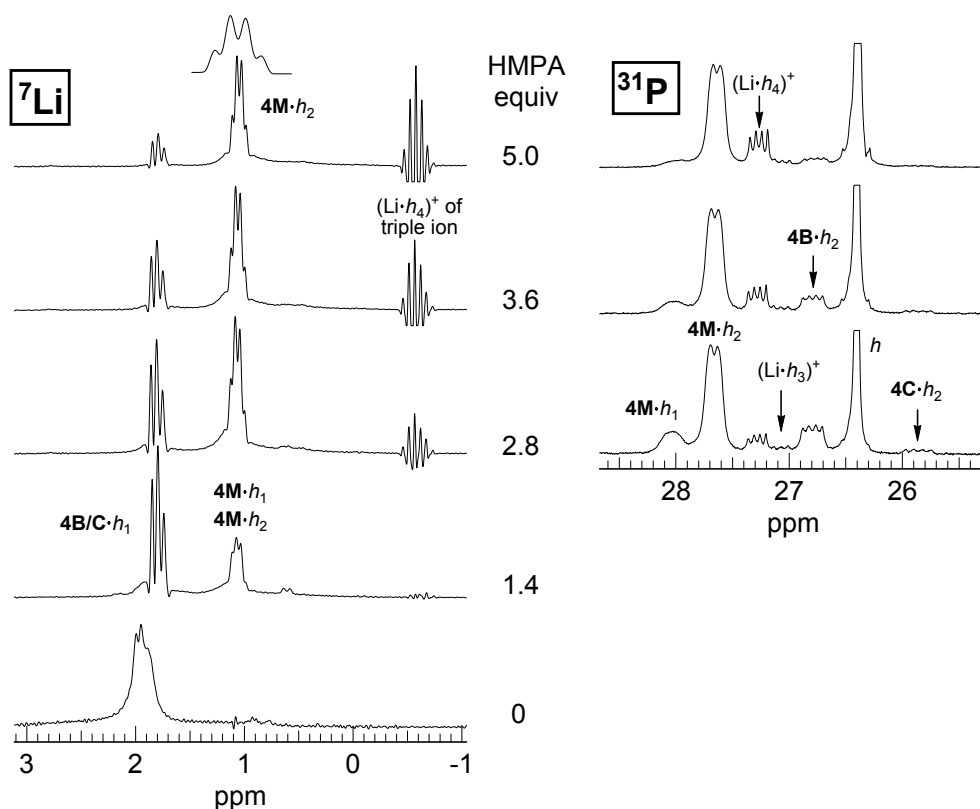 ⁷Li
4M·h₂
HMPA
equiv
5.0
(Li·h₄)⁺ of
triple ion
3.6
2.8
4B/C·h₁
4M·h₁
4M·h₂
1.4
0
3 2 1 0 -1
ppm
³¹P
(Li·h₄)⁺
4B·h₂
4M·h₂
(Li·h₃)⁺
h
4M·h₁
4C·h₂
28 27 26
ppm